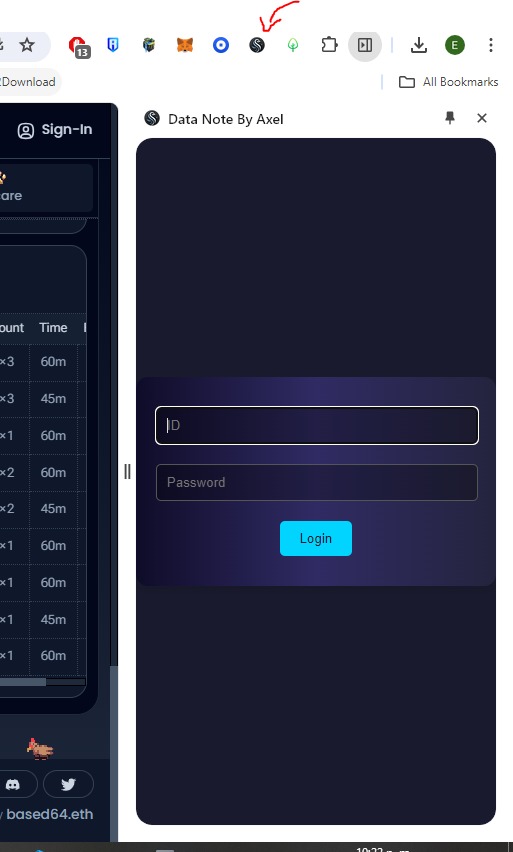 13
Download
All Bookmarks
Sign-In
Data Note By Axel
care
ount Time
×3 60m
×3 45m
×1 60m
×2 60m
×2 45m
×1 60m
×1 60m
×1 45m
×1 60m
ID
Password
Login
E
based64.eth